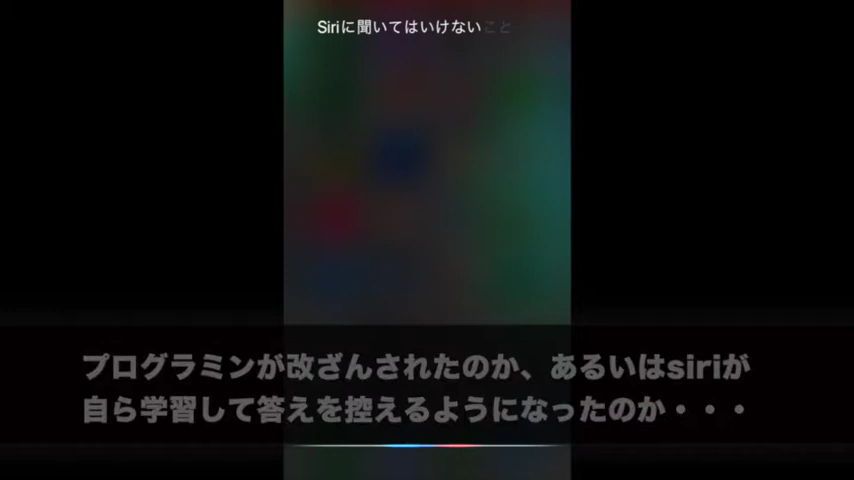 Siriに聞いてはいけないこと
プログラミンが改ざんされたのか、あるいはsiriが
自ら学習して答えを控えるようになったのか・・・